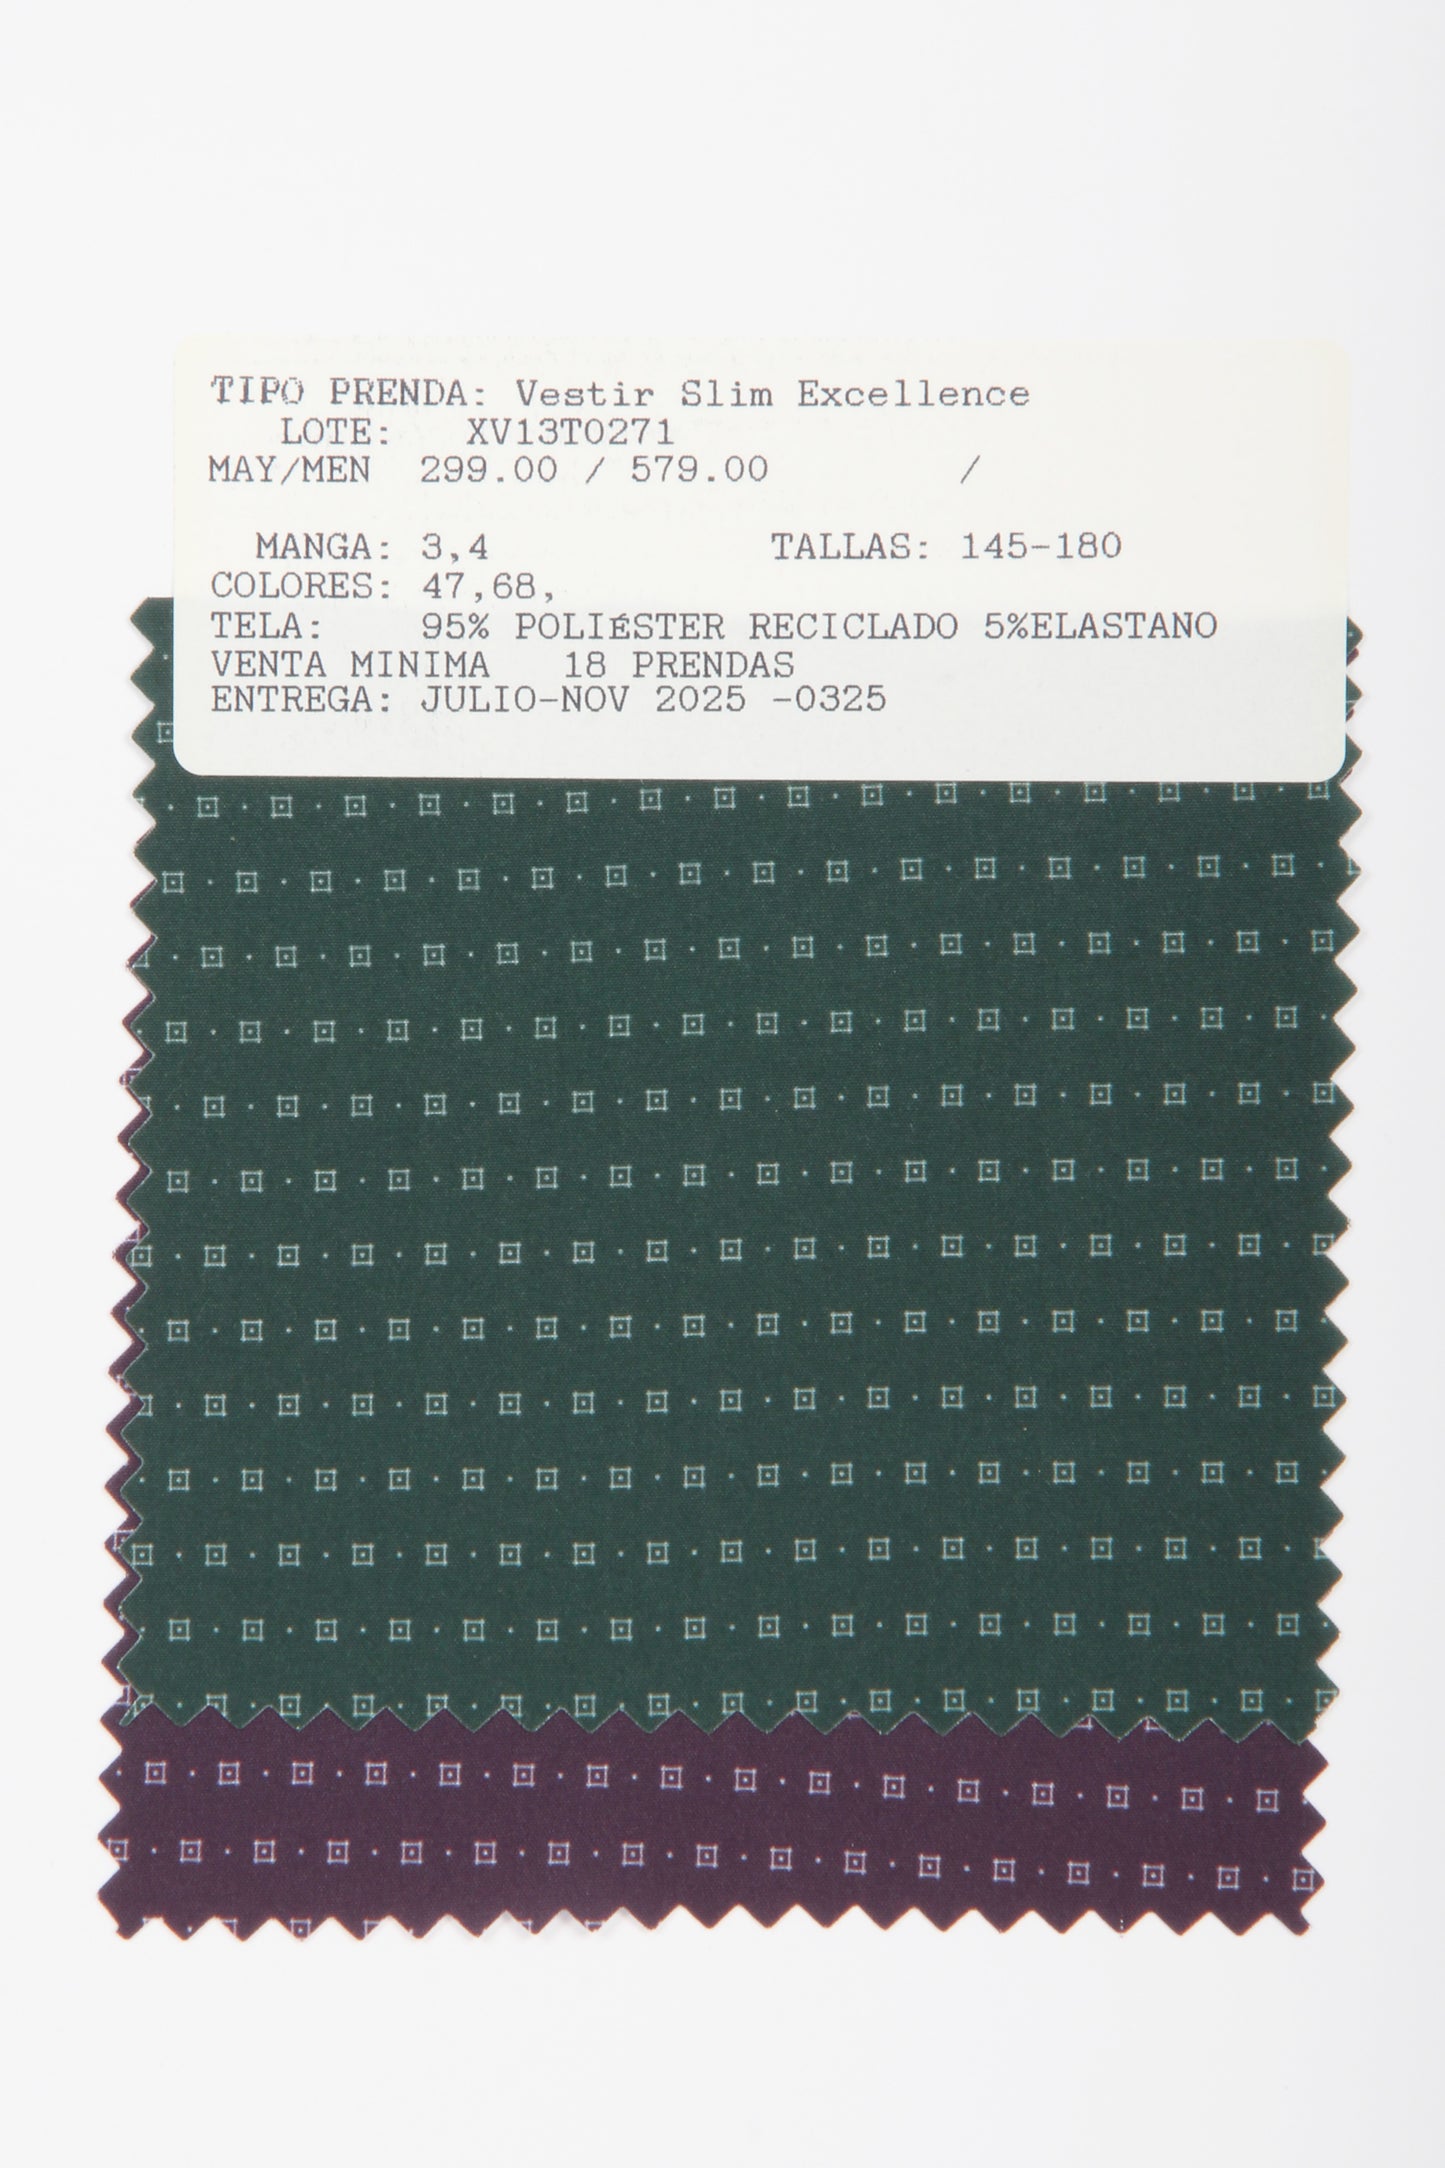 TIPO PRENDA: Vestir Slim Excellence
LOTE: XV13T0271
MAY/MEN 299.00 / 579.00 /
MANGA: 3,4 TALLAS: 145-180
COLORES: 47,68,
TELA: 95% POLIÉSTER RECICLADO 5%ELASTANO
VENTA MINIMA 18 PRENDAS
ENTREGA: JULIO-NOV 2025 -0325